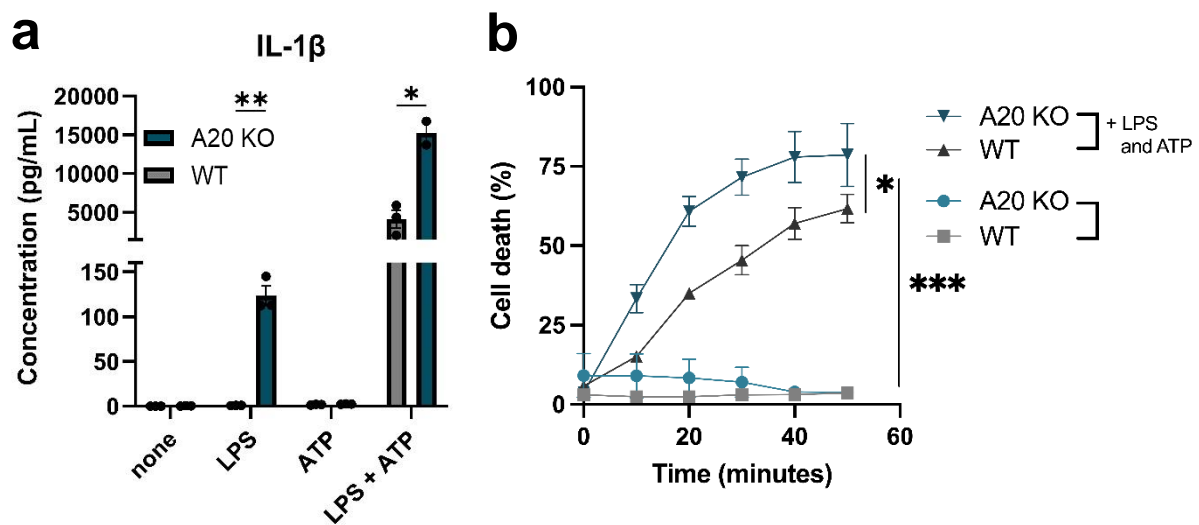 a
IL-1β
Concentration (pg/mL)
20000
15000
10000
5000
150
100
50
0
**
*
A20 KO
WT
none
LPS
ATP
LPS + ATP
b
Cell death (%)
100
75
50
25
0
0
20
40
60
Time (minutes)
*
***
A20 KO
WT
+ LPS
and ATP
A20 KO
WT